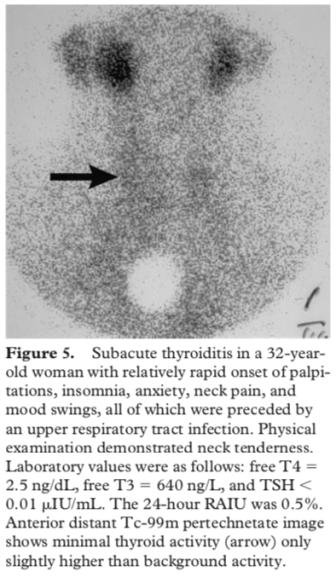 Figure 5. Subacute thyroiditis in a 32-year-
old woman with relatively rapid onset of palpi-
tations, insomnia, anxiety, neck pain, and
mood swings, all of which were preceded by
an upper respiratory tract infection. Physical
examination demonstrated neck tenderness.
Laboratory values were as follows: free T4 =
2.5 ng/dL, free T3 = 640 ng/L, and TSH <
0.01 μIU/mL. The 24-hour RAIU was 0.5%.
Anterior distant Tc-99m pertechnetate image
shows minimal thyroid activity (arrow) only
slightly higher than background activity.